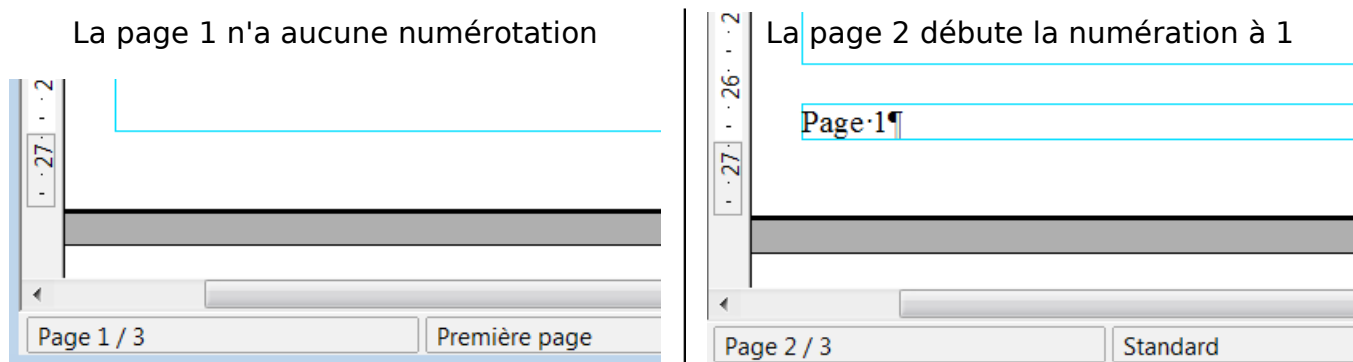 La page 1 n'a aucune numérotation
27
Page 1 / 3
Première page
La page 2 débute la numération à 1
26
Page·1¶
27
Page 2 / 3
Standard